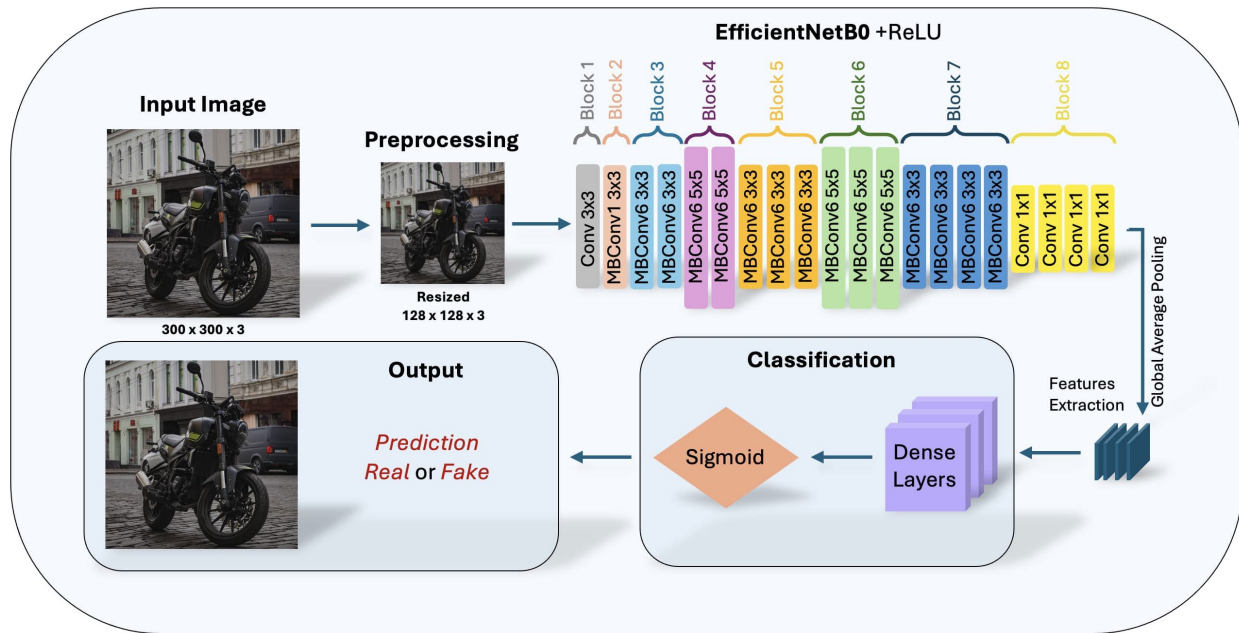 EfficientNetB0 +ReLU
Block 1
Block 2
Block 3
Block 4
Block 5
Block 6
Block 7
Block 8
Input Image
300 x 300 x 3
Preprocessing
Resized
128 x 128 x 3
Conv 3x3
MBConv1 3x3
MBConv6 3x3
MBConv6 3x3
MBConv6 5x5
MBConv6 5x5
MBConv6 3x3
MBConv6 3x3
MBConv6 3x3
MBConv6 5x5
MBConv6 5x5
MBConv6 5x5
MBConv6 3x3
MBConv6 3x3
MBConv6 3x3
MBConv6 3x3
Conv 1x1
Conv 1x1
Conv 1x1
Conv 1x1
Global Average Pooling
Features
Extraction
Classification
Dense
Layers
Sigmoid
Output
Prediction
Real or Fake